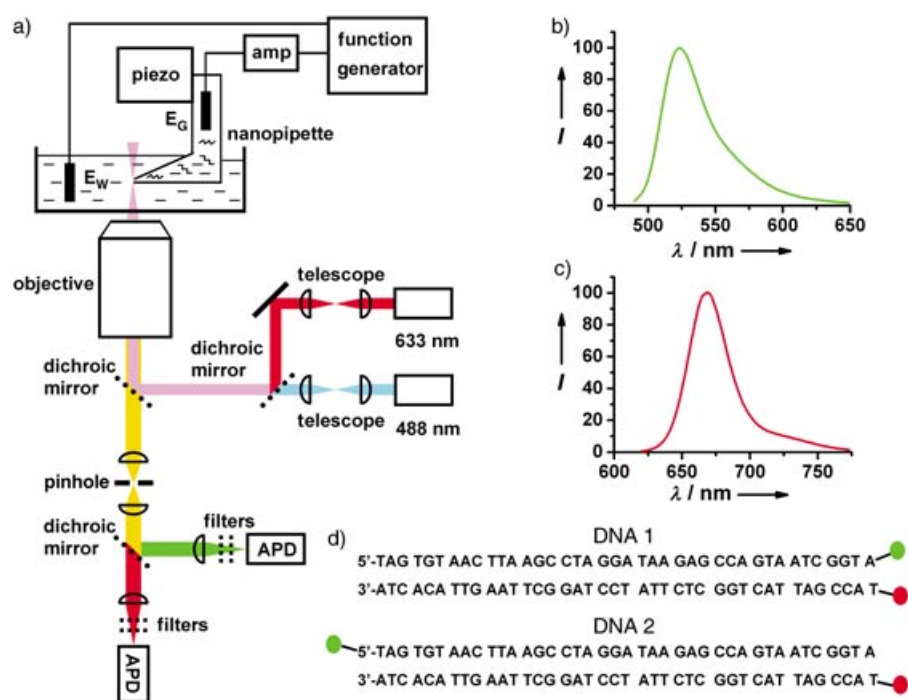 a)
function
generator
amp
piezo
E_G
nanopipette
E_W
objective
telescope
633 nm
dichroic
mirror
dichroic
mirror
telescope
488 nm
pinhole
dichroic
mirror
filters
APD
filters
APD
b)
100
80
60
40
20
0
I
500 550 600 650
λ / nm
c)
100
80
60
40
20
0
I
600 650 700 750
λ / nm
d)
DNA 1
5'-TAG TGT AAC TTA AGC CTA GGA TAA GAG CCA GTA ATC GGT A
3'-ATC ACA TTG AAT TCG GAT CCT ATT CTC GGT CAT TAG CCA T
DNA 2
5'-TAG TGT AAC TTA AGC CTA GGA TAA GAG CCA GTA ATC GGT A
3'-ATC ACA TTG AAT TCG GAT CCT ATT CTC GGT CAT TAG CCA T